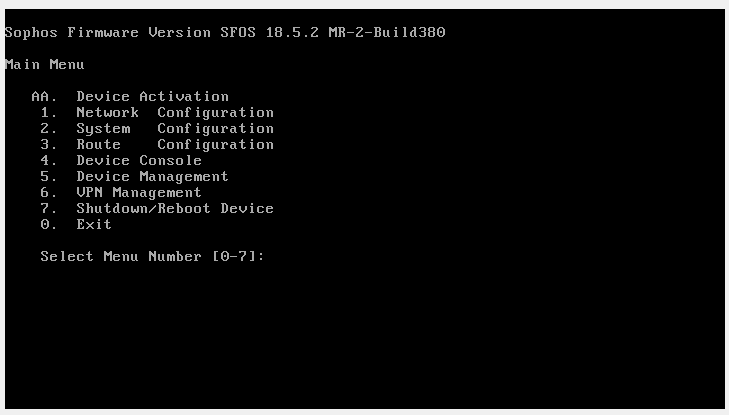 Sophos Firmware Version SFOS 18.5.2 MR-2-Build380
Main Menu
AA. Device Activation
1. Network Configuration
2. System Configuration
3. Route Configuration
4. Device Console
5. Device Management
6. VPN Management
7. Shutdown/Reboot Device
0. Exit
Select Menu Number [0-7]: